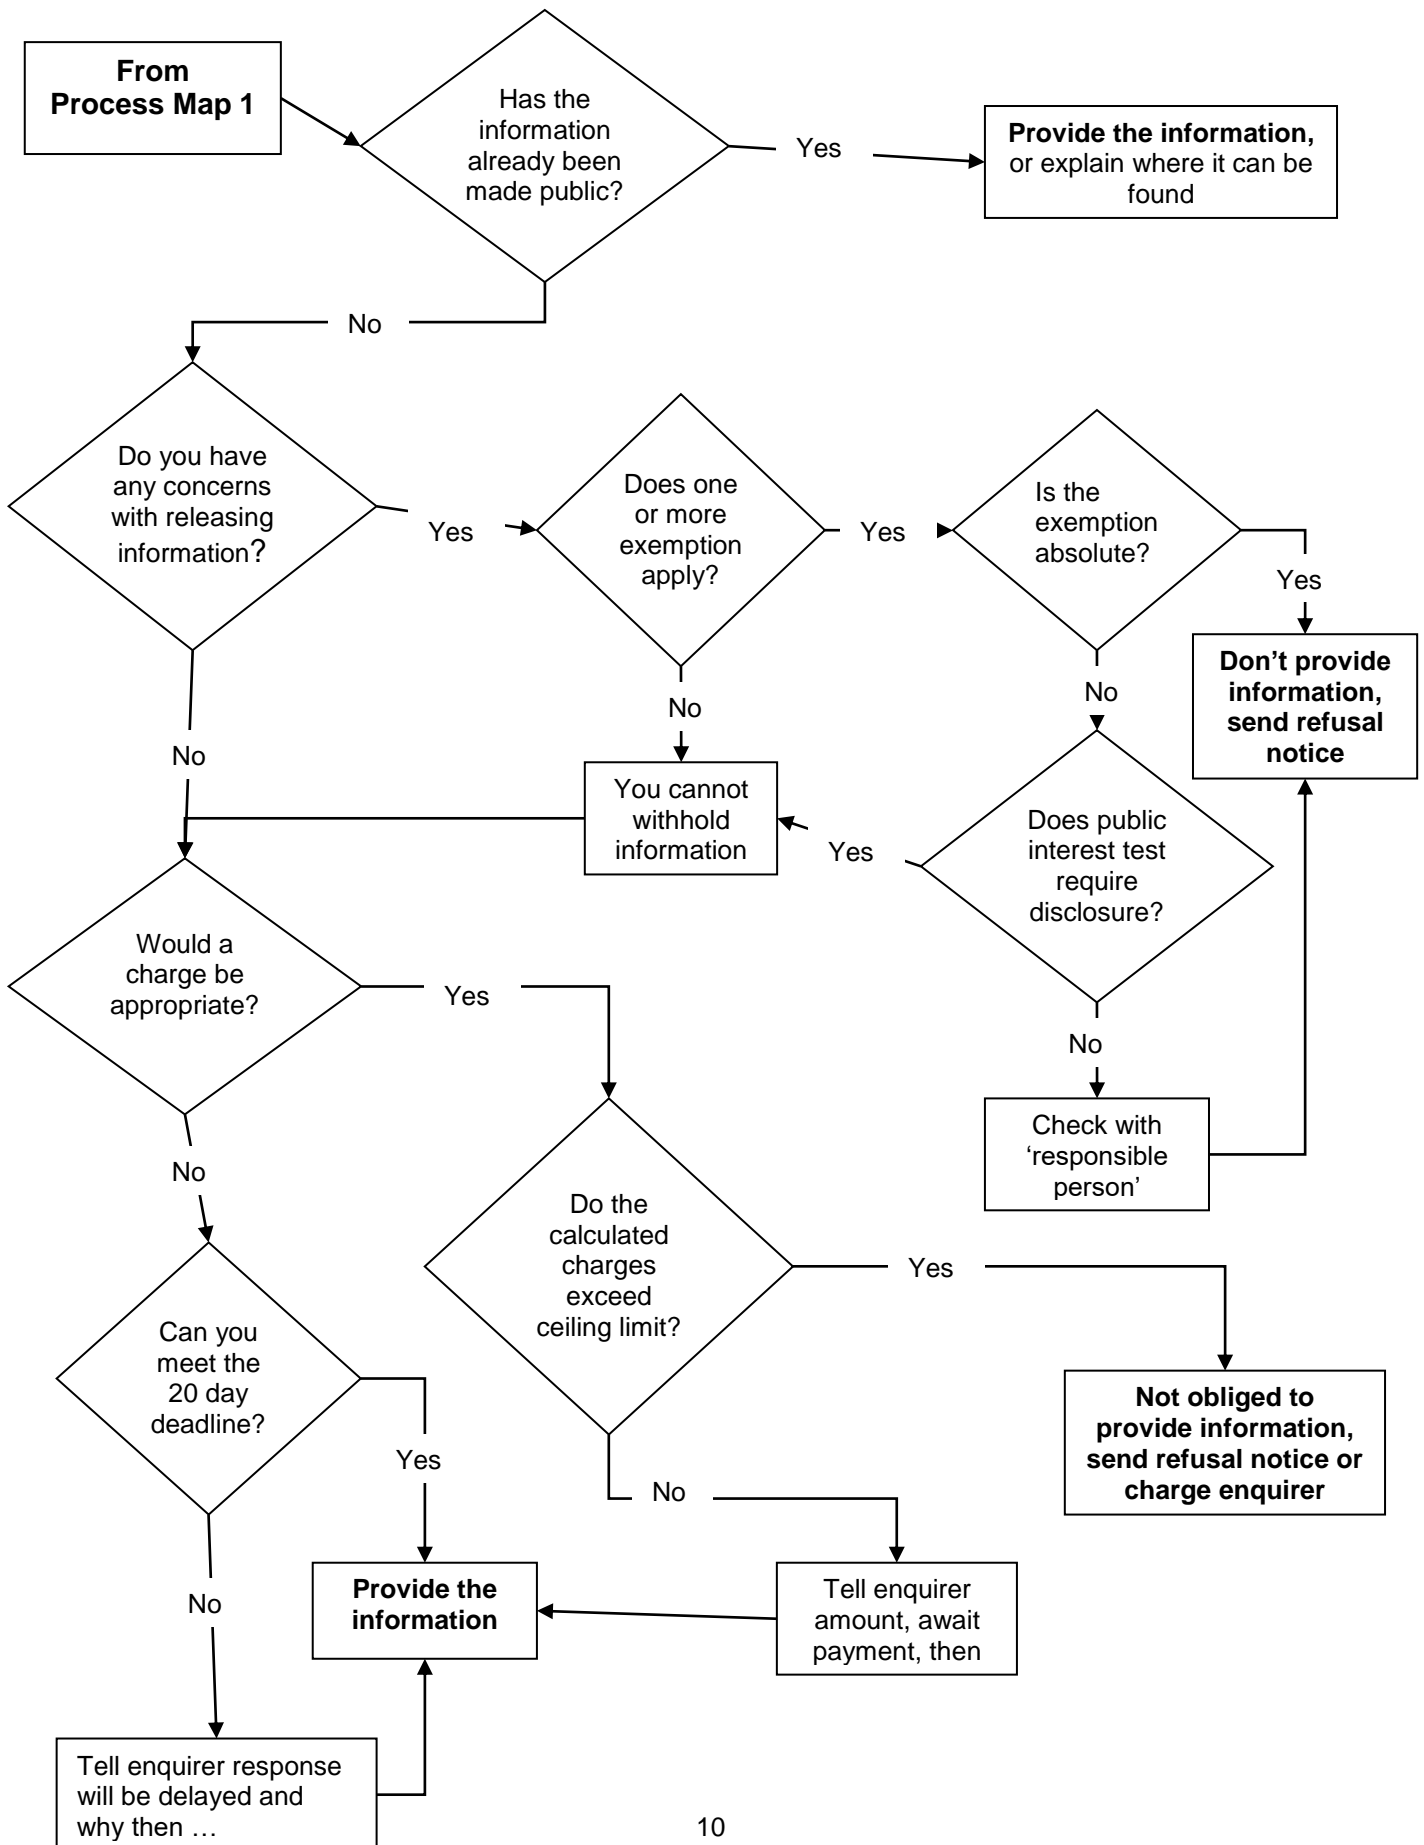 From
Process Map 1
Has the
information
already been
made public?
Yes
Provide the information,
or explain where it can be
found
No
Do you have
any concerns
with releasing
information?
Yes
Does one
or more
exemption
apply?
Yes
Is the
exemption
absolute?
Yes
No
No
Don’t provide
information,
send refusal
notice
No
You cannot
withhold
information
Yes
Does public
interest test
require
disclosure?
Would a
charge be
appropriate?
Yes
No
Check with
‘responsible
person’
No
Do the
calculated
charges
exceed
ceiling limit?
Yes
Can you
meet the
20 day
deadline?
Yes
Not obliged to
provide information,
send refusal notice or
charge enquirer
No
No
Provide the
information
Tell enquirer
amount, await
payment, then
Tell enquirer response
will be delayed and
why then …
10